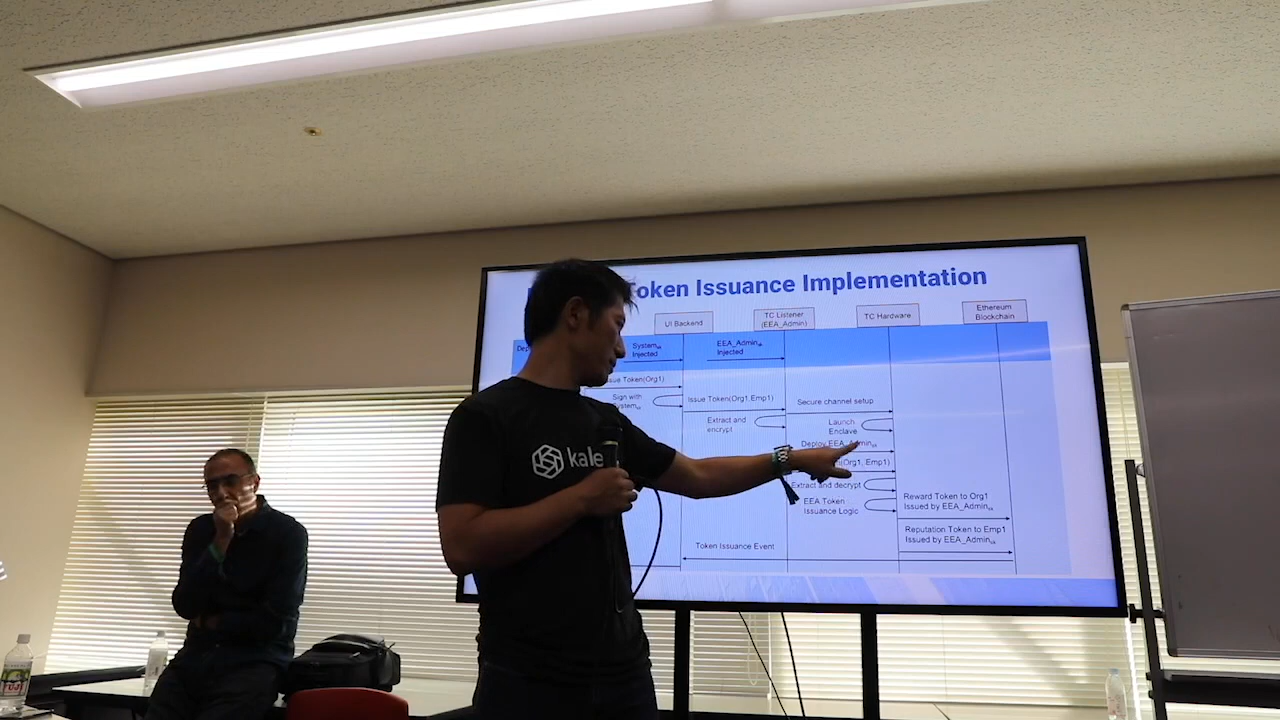 Token Issuance Implementation
UI Backend
TC Listener
(EEA_Admin)
TC Hardware
Ethereum
Blockchain
System
Injected
EEA_Admin
Injected
Issue Token(Org1)
Sign with
System
Issue Token(Org1.Emp1)
Extract and
encrypt
Secure channel setup
Launch
Enclave
Deploy EEA_Admin
(Org1, Emp1)
Extract and decrypt
EEA Token
Issuance Logic
Reward Token to Org1
Issued by EEA_Admin
Reputation Token to Emp1
Issued by EEA_Admin
Token Issuance Event
kale